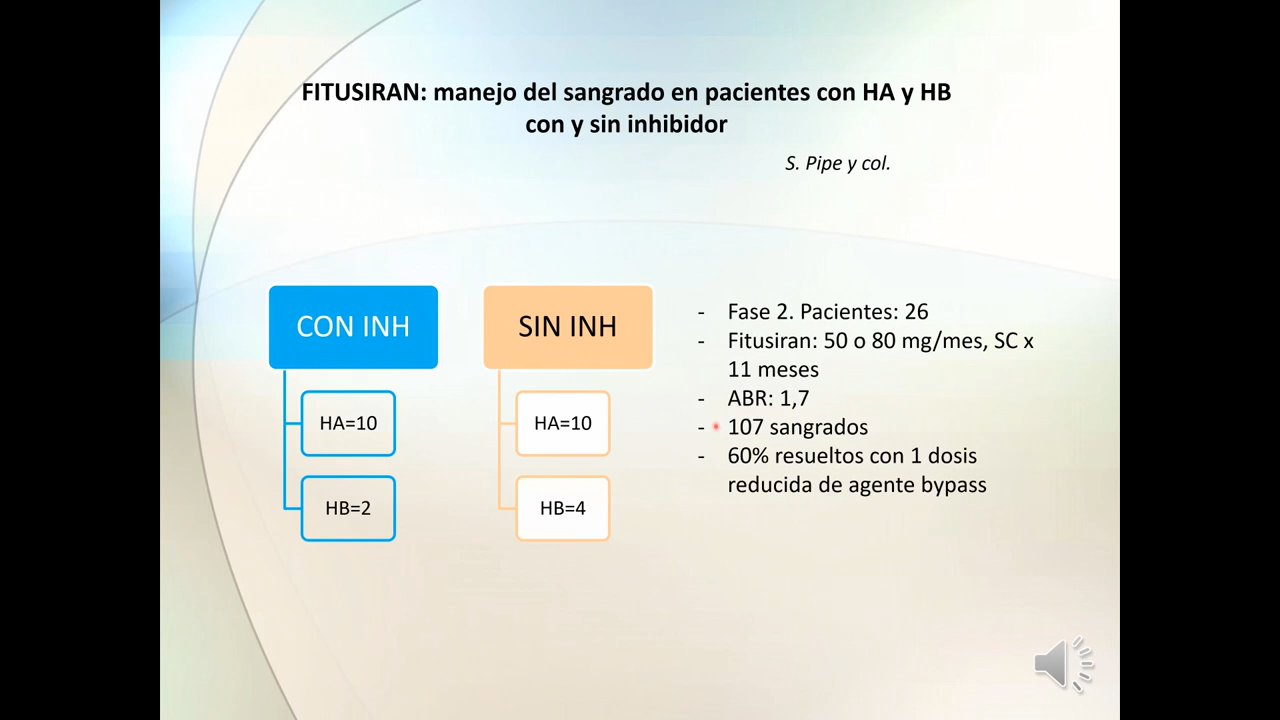 FITUSIRAN: manejo del sangrado en pacientes con HA y HB
con y sin inhibidor
S. Pipe y col.
CON INH
HA=10
HB=2
SIN INH
HA=10
HB=4
- Fase 2. Pacientes: 26
- Fitusiran: 50 o 80 mg/mes, SC x
11 meses
- ABR: 1,7
- 107 sangrados
- 60% resueltos con 1 dosis
reducida de agente bypass